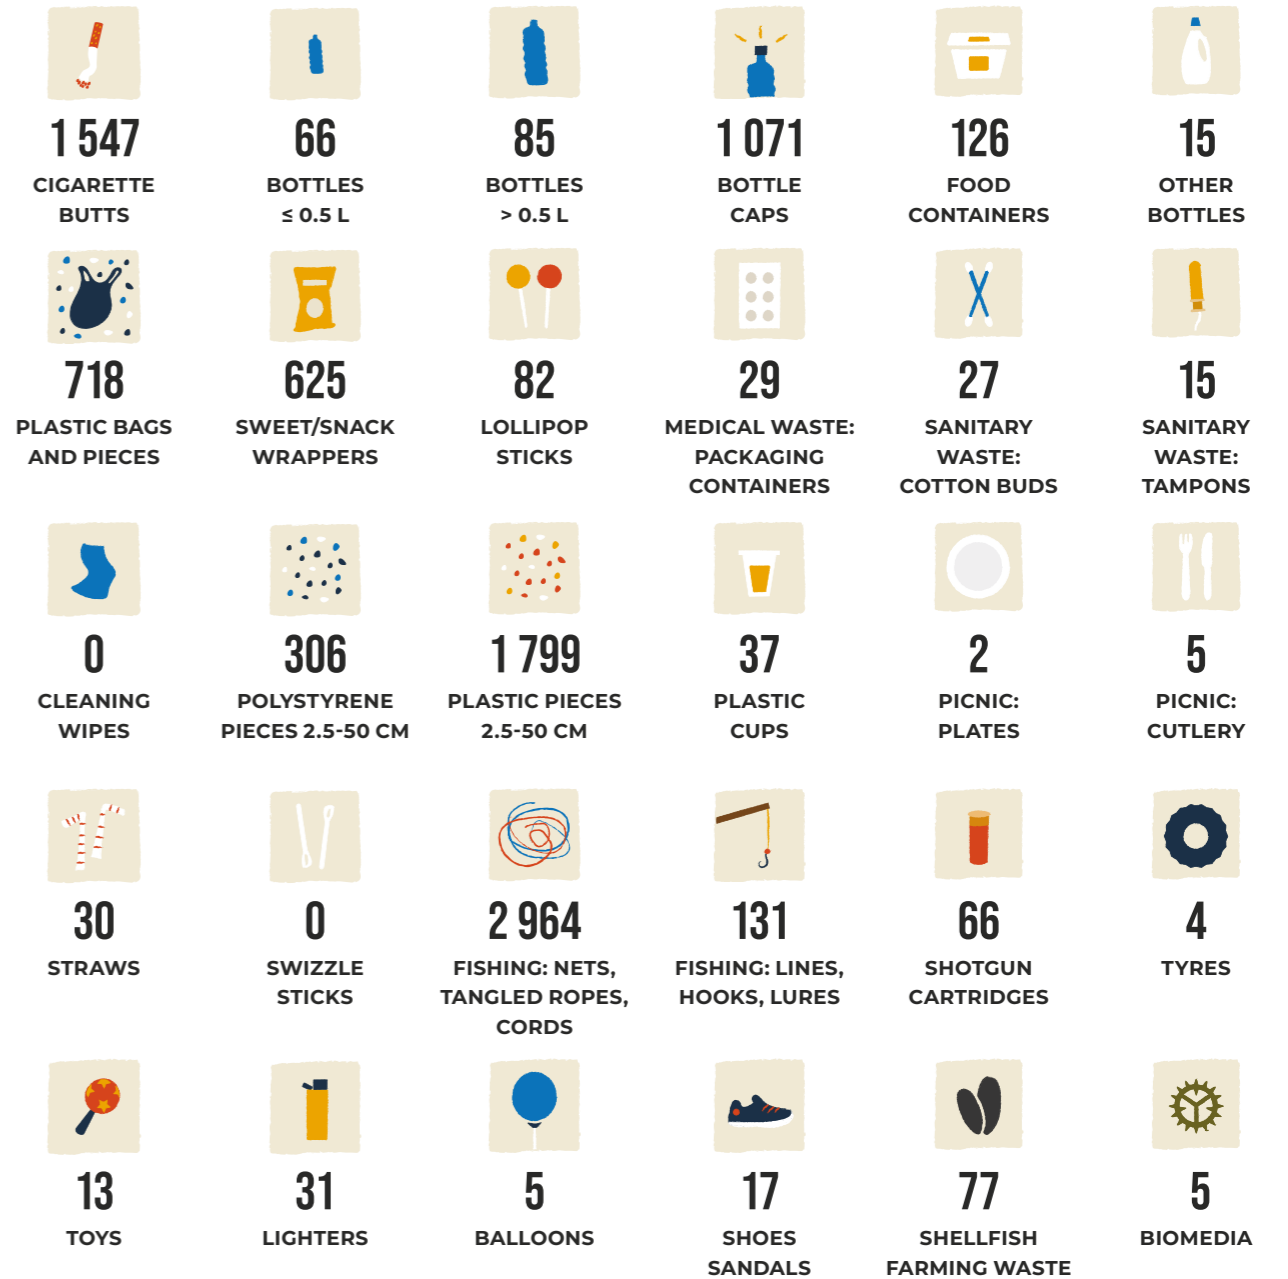 1 547
CIGARETTE
BUTTS
66
BOTTLES
≤ 0.5 L
85
BOTTLES
> 0.5 L
1 071
BOTTLE
CAPS
126
FOOD
CONTAINERS
15
OTHER
BOTTLES
718
PLASTIC BAGS
AND PIECES
625
SWEET/SNACK
WRAPPERS
82
LOLLIPOP
STICKS
29
MEDICAL WASTE:
PACKAGING
CONTAINERS
27
SANITARY
WASTE:
COTTON BUDS
15
SANITARY
WASTE:
TAMPONS
0
CLEANING
WIPES
306
POLYSTYRENE
PIECES 2.5-50 CM
1 799
PLASTIC PIECES
2.5-50 CM
37
PLASTIC
CUPS
2
PICNIC:
PLATES
5
PICNIC:
CUTLERY
30
STRAWS
0
SWIZZLE
STICKS
2 964
FISHING: NETS,
TANGLED ROPES,
CORDS
131
FISHING: LINES,
HOOKS, LURES
66
SHOTGUN
CARTRIDGES
4
TYRES
13
TOYS
31
LIGHTERS
5
BALLOONS
17
SHOES
SANDALS
77
SHELLFISH
FARMING WASTE
5
BIOMEDIA